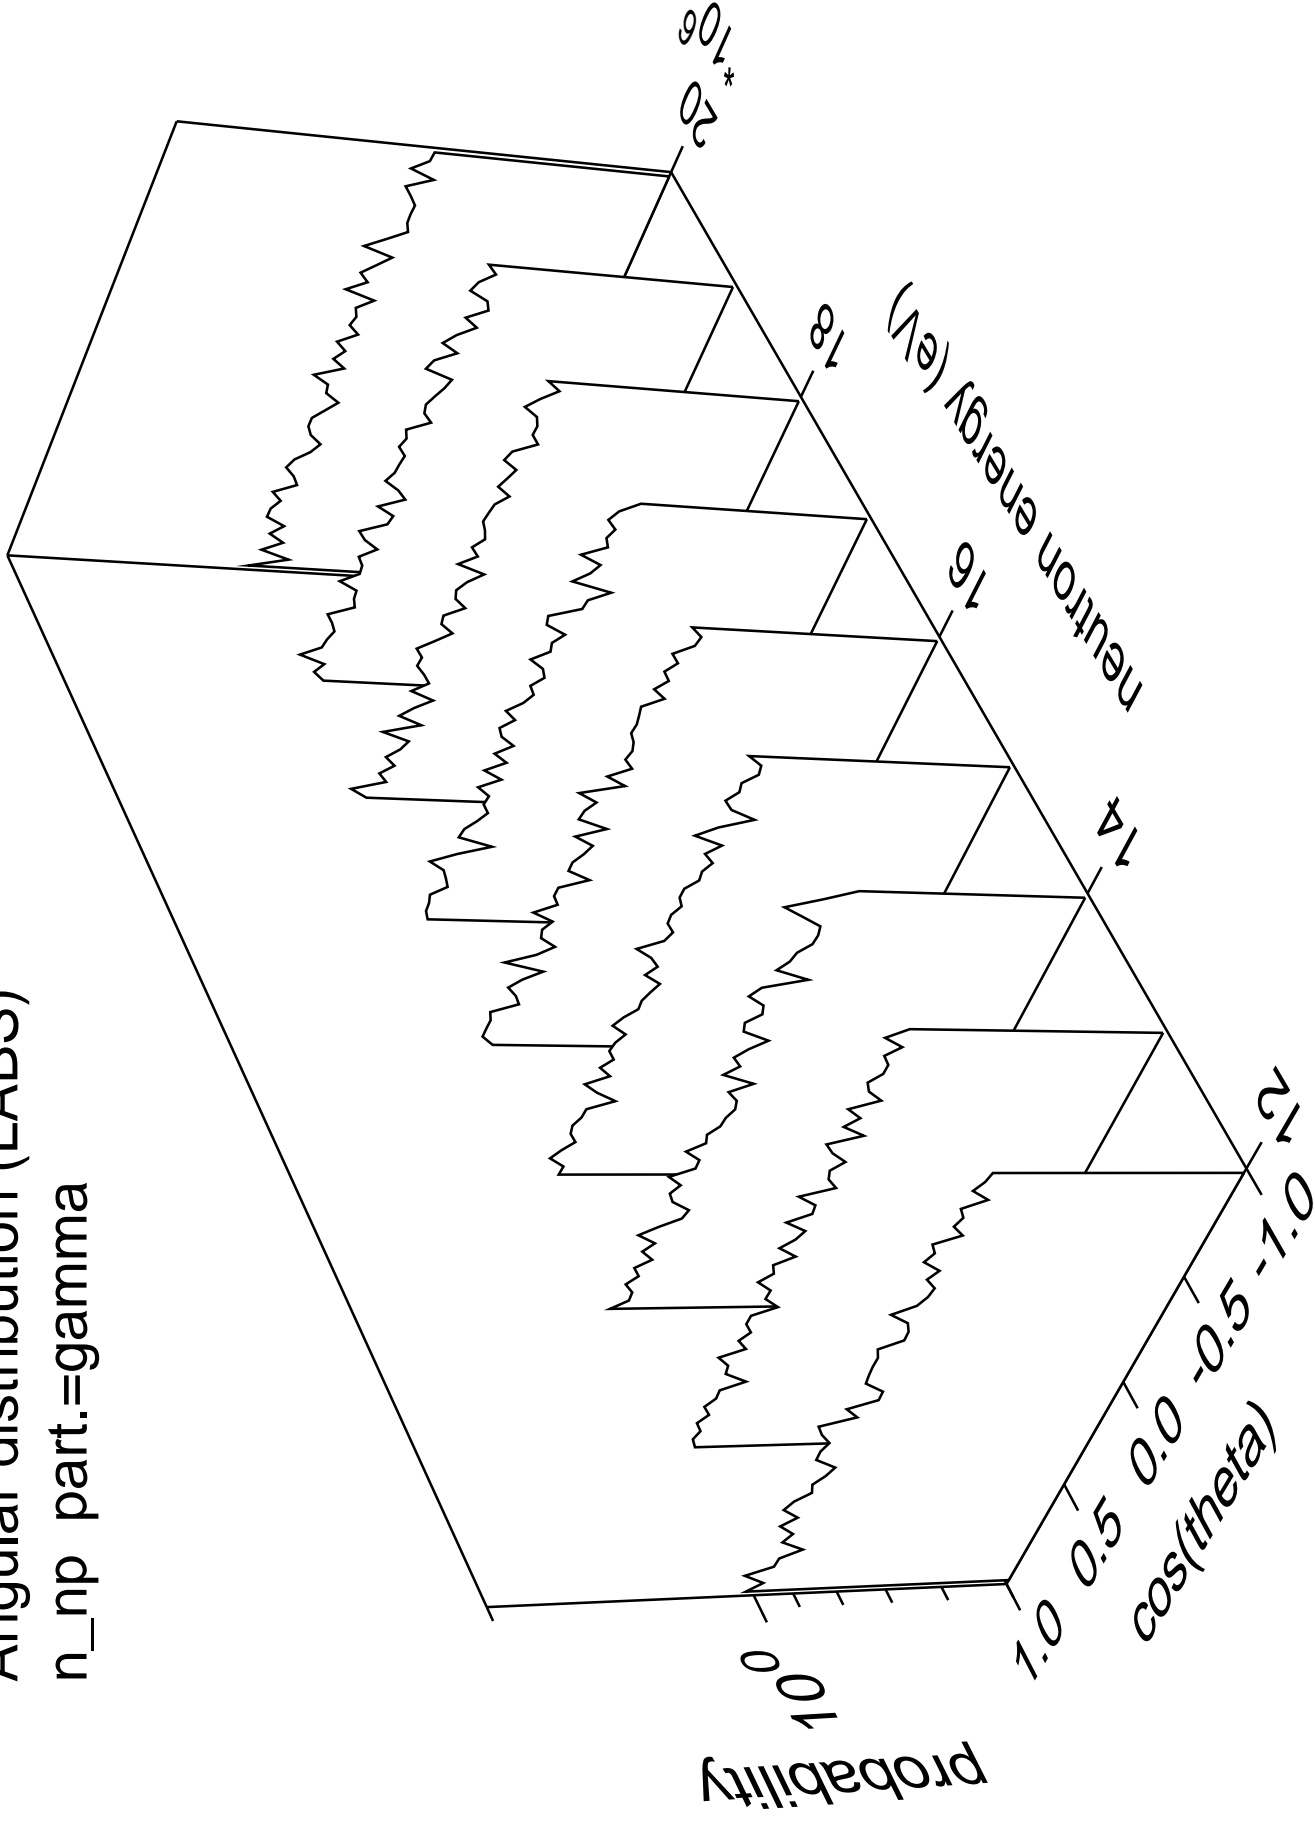 Angular distribution (LABS)
n_np part.=gamma
probability
10
0
1.0
0.5
0.0
-0.5
-1.0
cos(theta)
12
14
16
18
20
*10
6
neutron energy (eV)